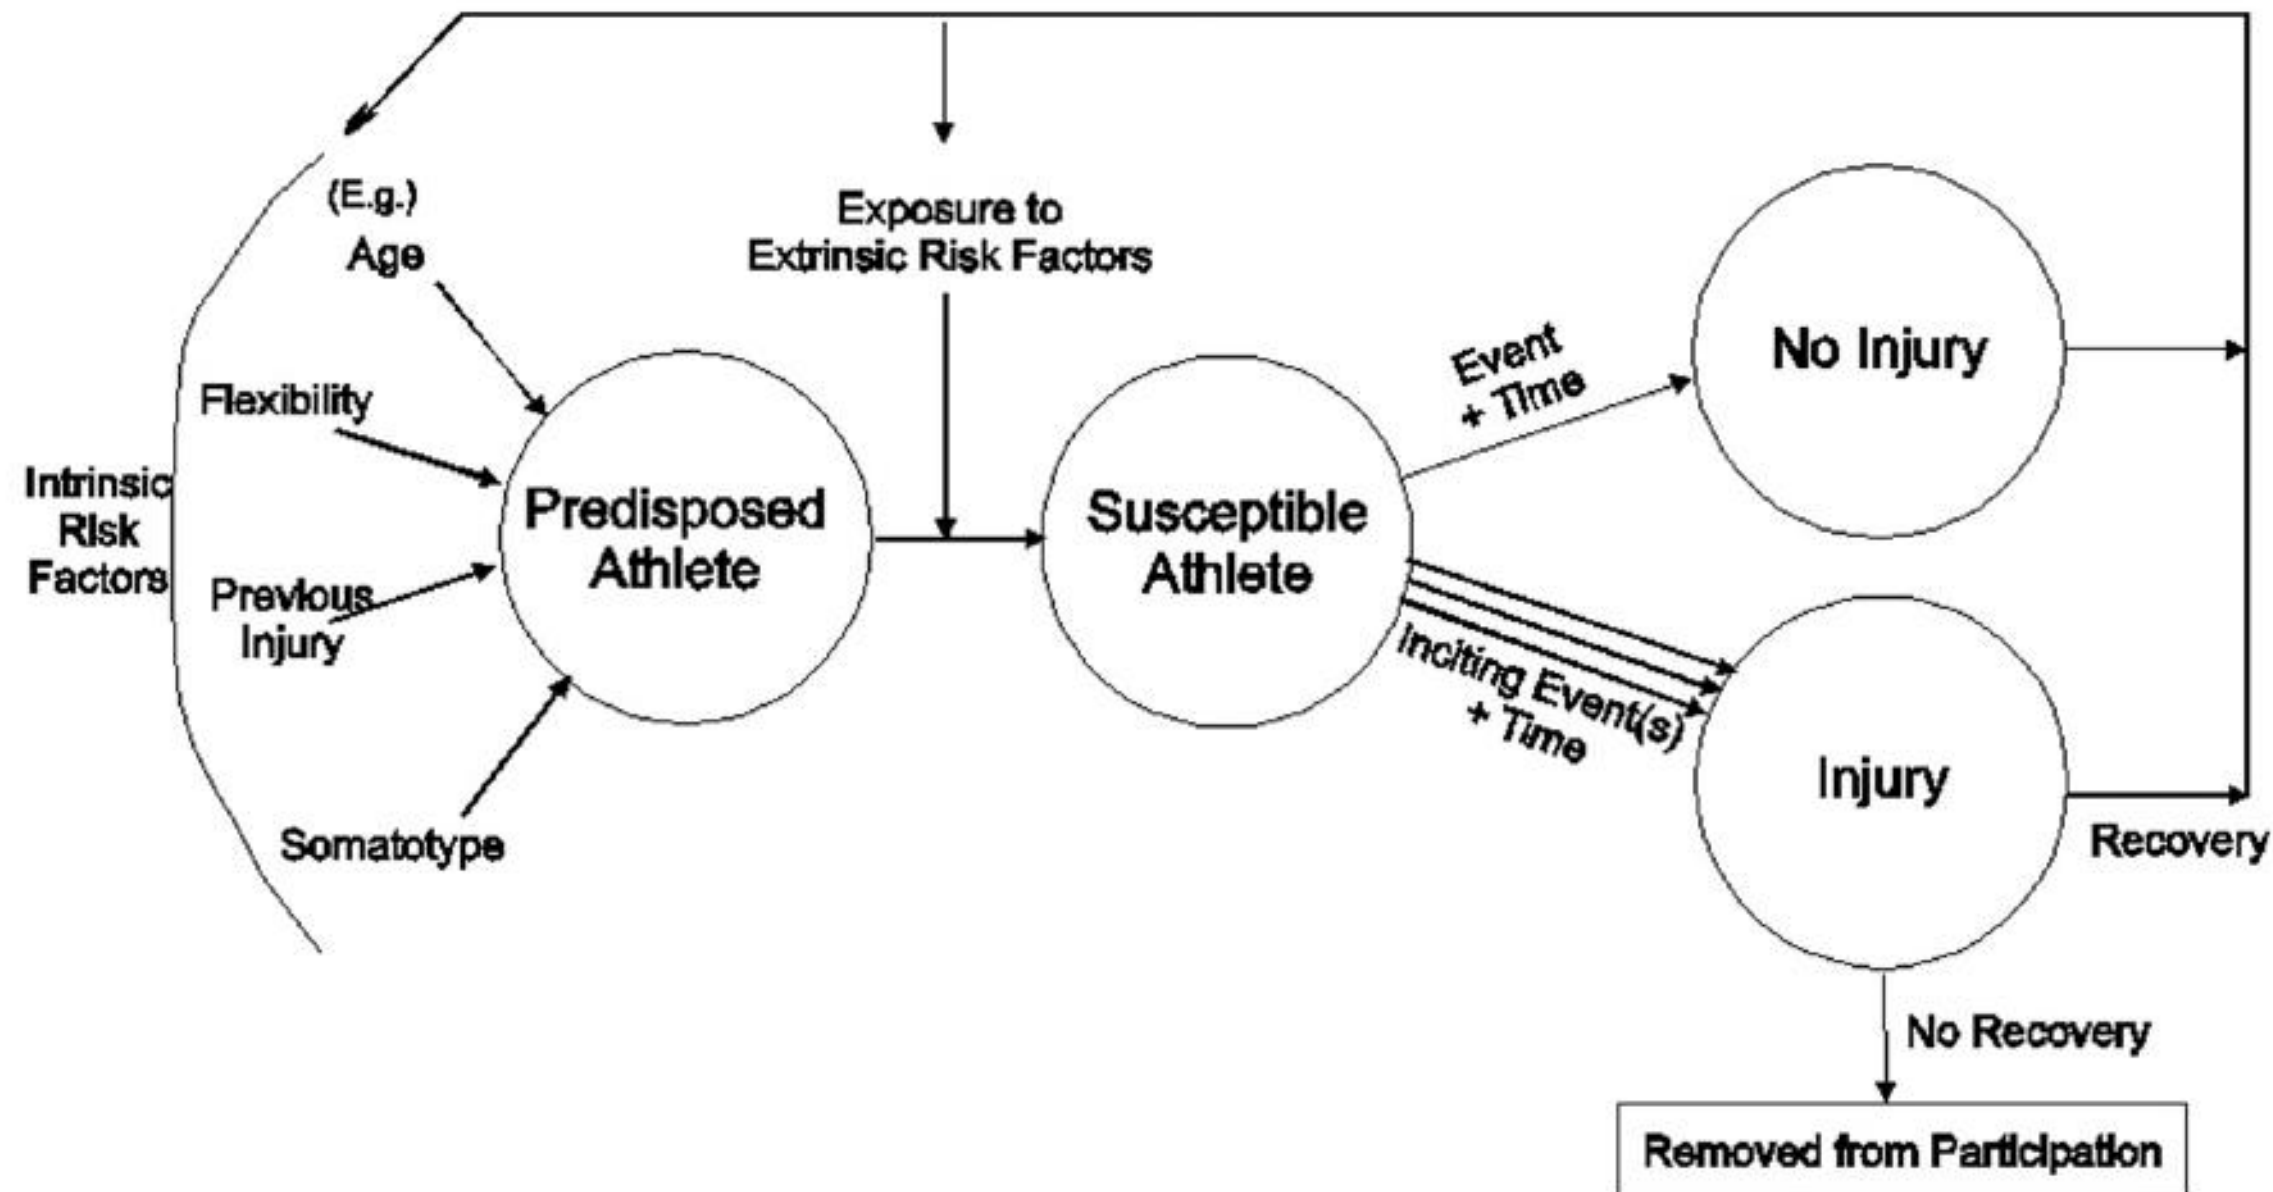 (E.g.)
Age
Flexibility
Intrinsic
Risk
Factors
Previous
Injury
Somatotype
Predisposed
Athlete
Exposure to
Extrinsic Risk Factors
Susceptible
Athlete
Event
+ Time
Inciting Event(s)
+ Time
No Injury
Injury
Recovery
No Recovery
Removed from Participation